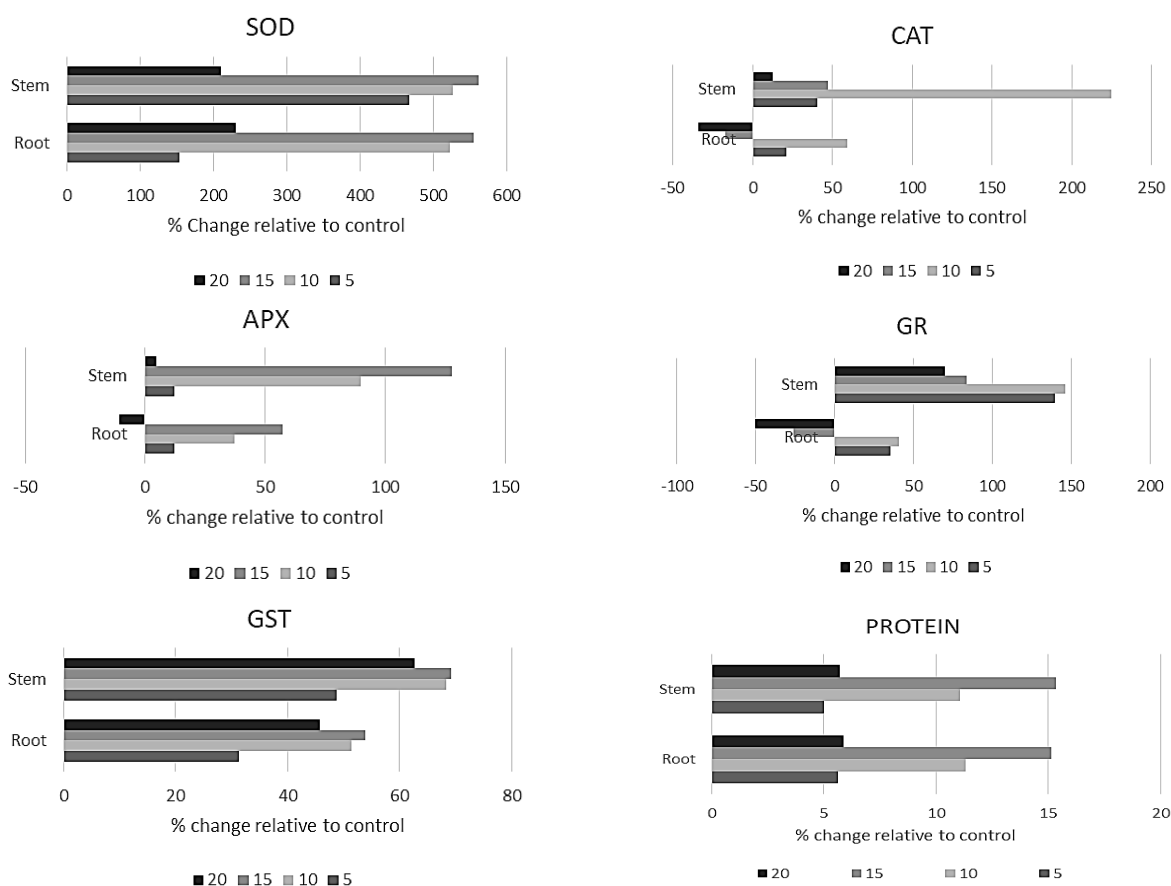 SOD
Stem
Root
0 100 200 300 400 500 600
% Change relative to control
20 15 10 5
CAT
Stem
Root
-50 0 50 100 150 200 250
% change relative to control
20 15 10 5
APX
Stem
Root
-50 0 50 100 150
% change relative to control
20 15 10 5
GR
Stem
Root
-100 -50 0 50 100 150 200
% change relative to control
20 15 10 5
GST
Stem
Root
0 20 40 60 80
% change relative to control
20 15 10 5
PROTEIN
Stem
Root
0 5 10 15 20
% change relative to control
20 15 10 5